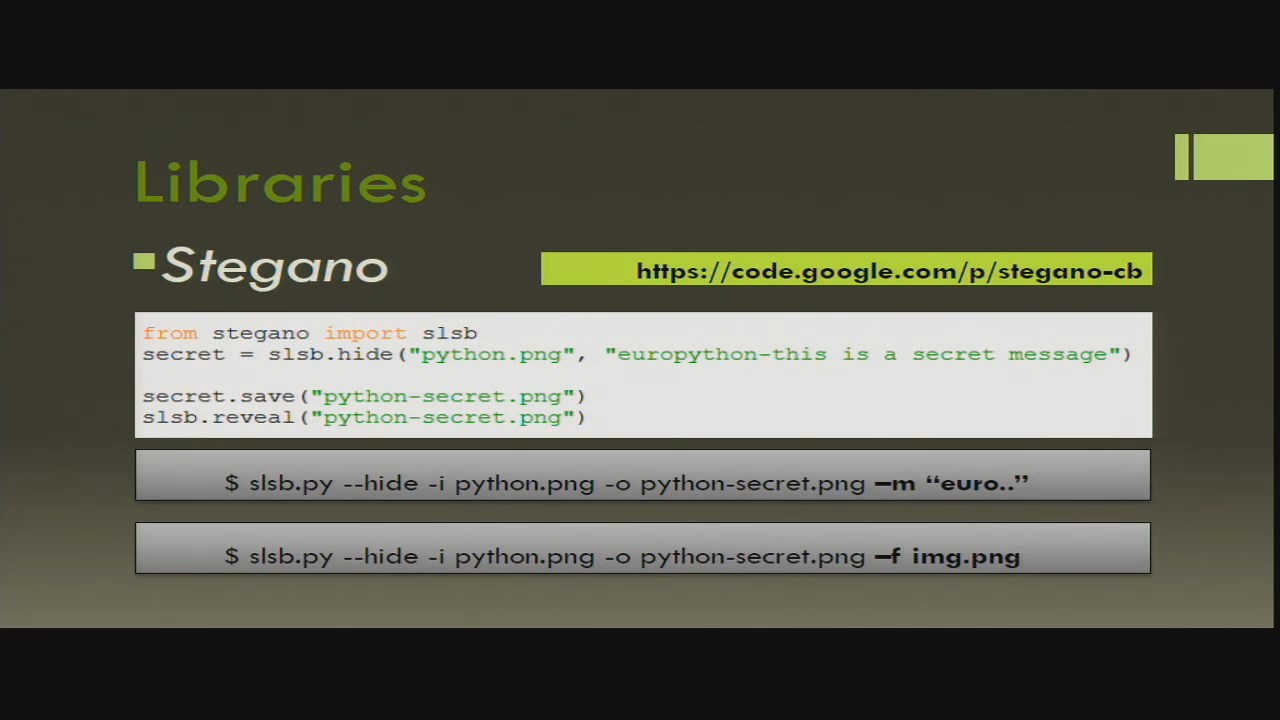 Libraries
Stegano
https://code.google.com/p/stegano-cb
from stegano import slsb
secret = slsb.hide("python.png", "europython-this is a secret message")
secret.save("python-secret.png")
slsb.reveal("python-secret.png")
$ slsb.py --hide -i python.png -o python-secret.png –m “euro..”
$ slsb.py --hide -i python.png -o python-secret.png –f img.png